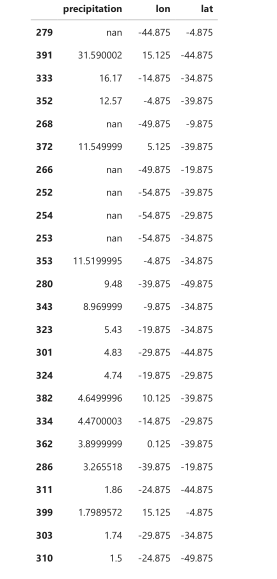 precipitation lon lat
279 nan -44.875 -4.875
391 31.590002 15.125 -44.875
333 16.17 -14.875 -34.875
352 12.57 -4.875 -39.875
268 nan -49.875 -9.875
372 11.549999 5.125 -39.875
266 nan -49.875 -19.875
252 nan -54.875 -39.875
254 nan -54.875 -29.875
253 nan -54.875 -34.875
353 11.5199995 -4.875 -34.875
280 9.48 -39.875 -49.875
343 8.969999 -9.875 -34.875
323 5.43 -19.875 -34.875
301 4.83 -29.875 -44.875
324 4.74 -19.875 -29.875
382 4.6499996 10.125 -39.875
334 4.4700003 -14.875 -29.875
362 3.8999999 0.125 -39.875
286 3.265518 -39.875 -19.875
311 1.86 -24.875 -44.875
399 1.7989572 15.125 -4.875
303 1.74 -29.875 -34.875
310 1.5 -24.875 -49.875